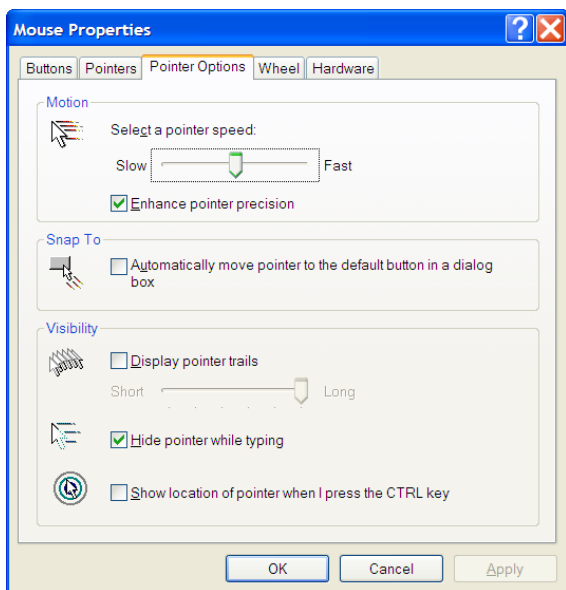 Mouse Properties
Buttons Pointers Pointer Options Wheel Hardware
Motion
Select a pointer speed:
Slow Fast
Enhance pointer precision
Snap To
Automatically move pointer to the default button in a dialog
box
Visibility
Display pointer trails
Short Long
Hide pointer while typing
Show location of pointer when I press the CTRL key
OK Cancel Apply